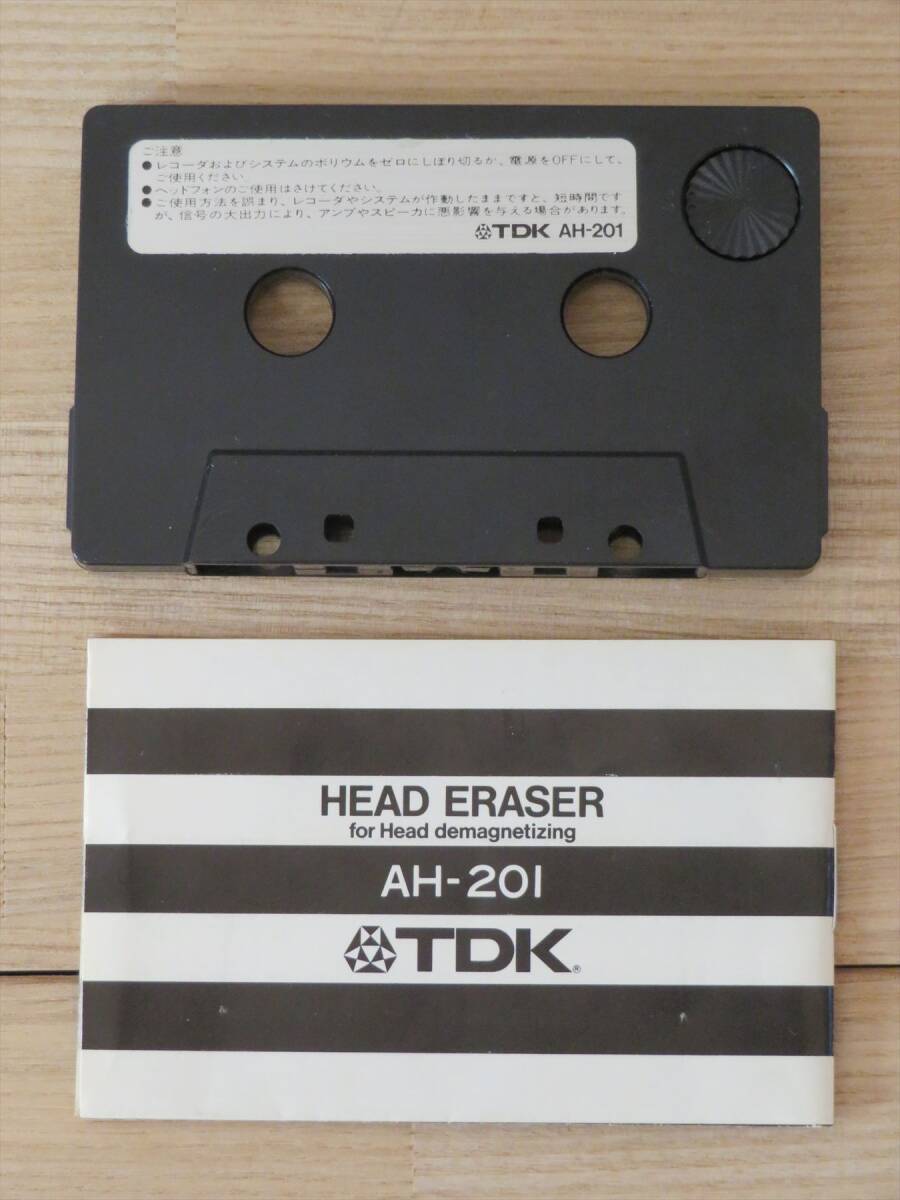 ご注意
●レコーダおよびシステムのボリウムをゼロにしぼり切るか、電源をOFFにして、
ご使用ください。
●ヘッドフォンのご使用はさけてください。
●ご使用方法を誤まり、レコーダやシステムが作動したままですと、短時間です
が、信号の大出力により、アンプやスピーカに悪影響を与える場合があります。
TDK AH-201
HEAD ERASER
for Head demagnetizing
AH-201
TDK®